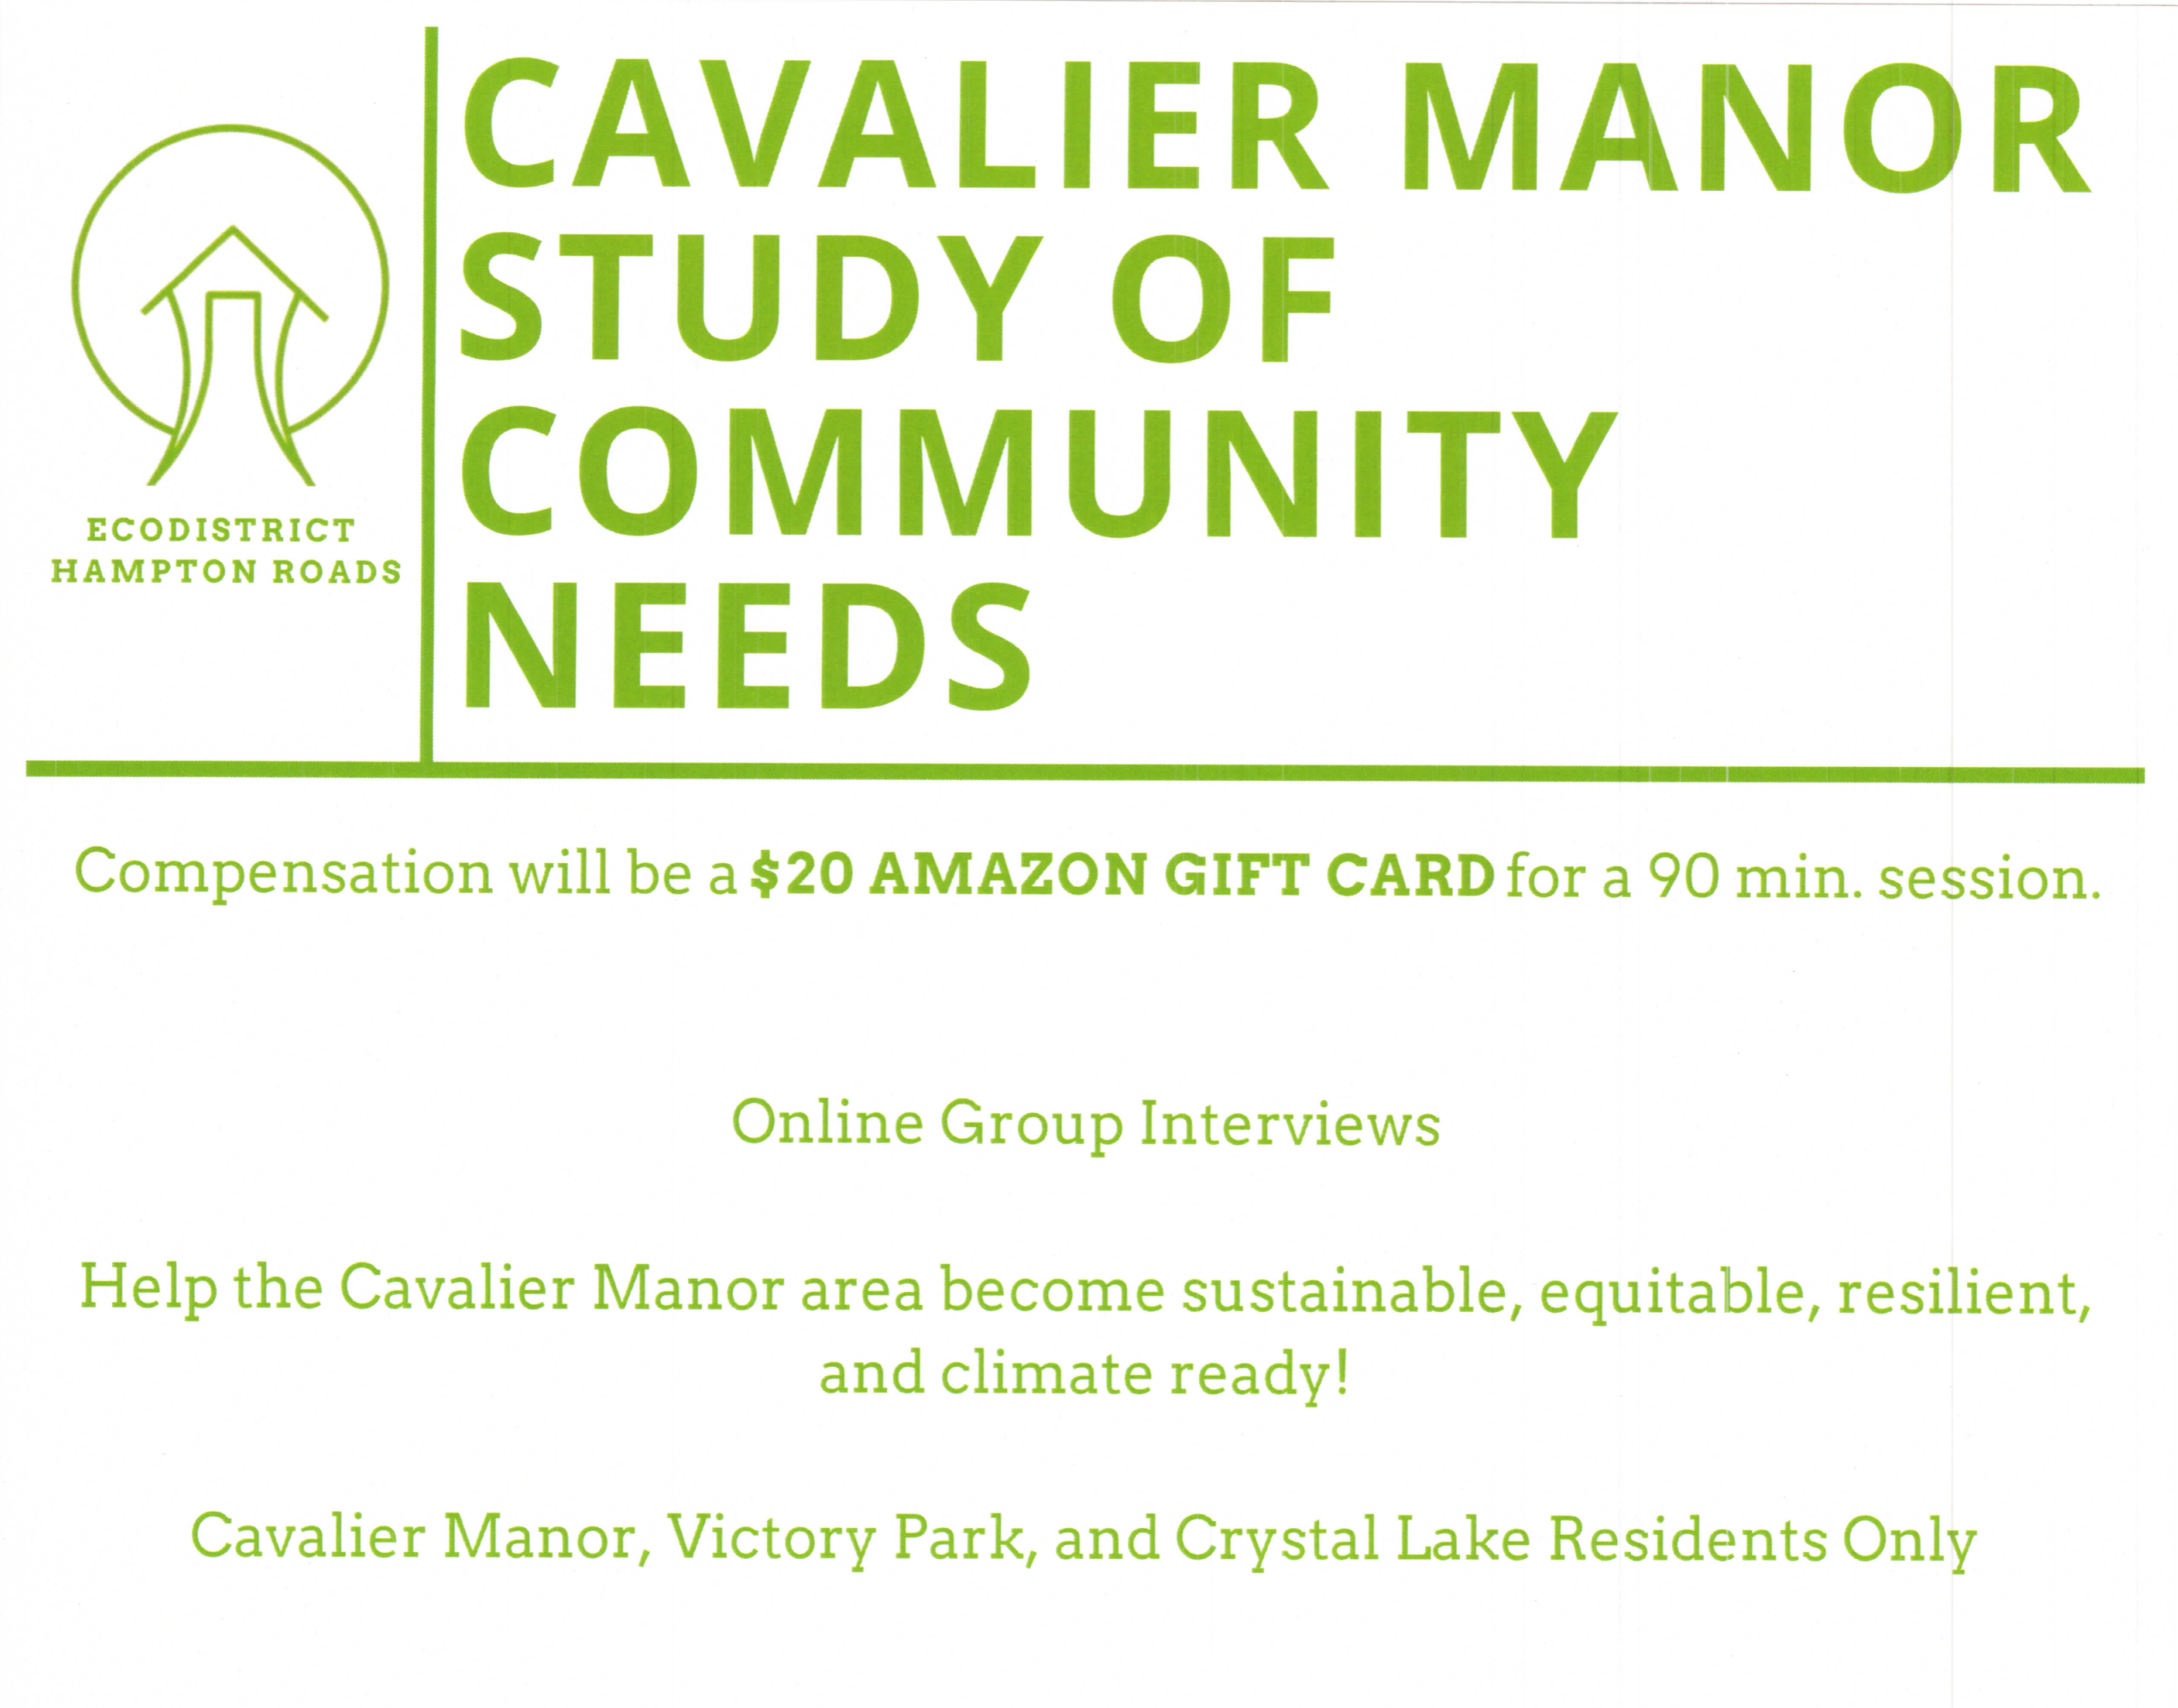 ECODISTRICT
HAMPTON ROADS
CAVALIER MANOR
STUDY OF
COMMUNITY
NEEDS
Compensation will be a $20 AMAZON GIFT CARD for a 90 min. session.
Online Group Interviews
Help the Cavalier Manor area become sustainable, equitable, resilient,
and climate ready!
Cavalier Manor, Victory Park, and Crystal Lake Residents Only